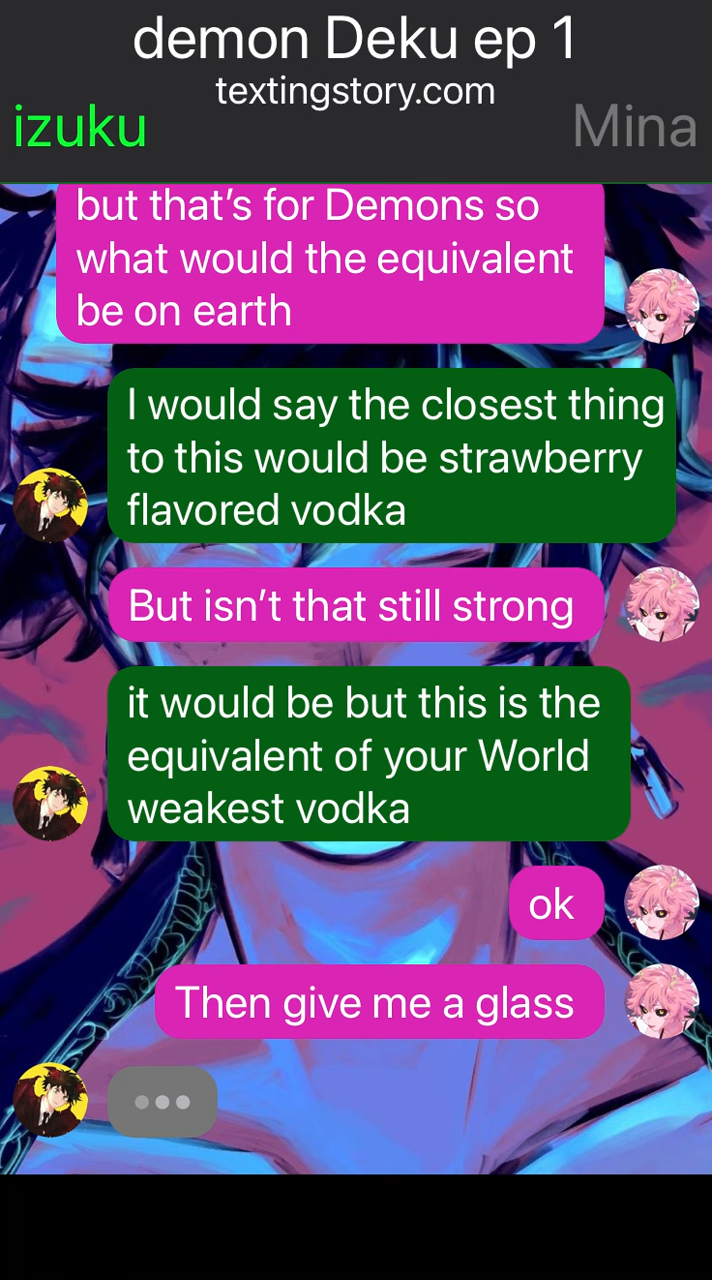 demon Deku ep 1
textingstory.com
izuku
Mina
but that’s for Demons so
what would the equivalent
be on earth
I would say the closest thing
to this would be strawberry
flavored vodka
But isn’t that still strong
it would be but this is the
equivalent of your World
weakest vodka
ok
Then give me a glass